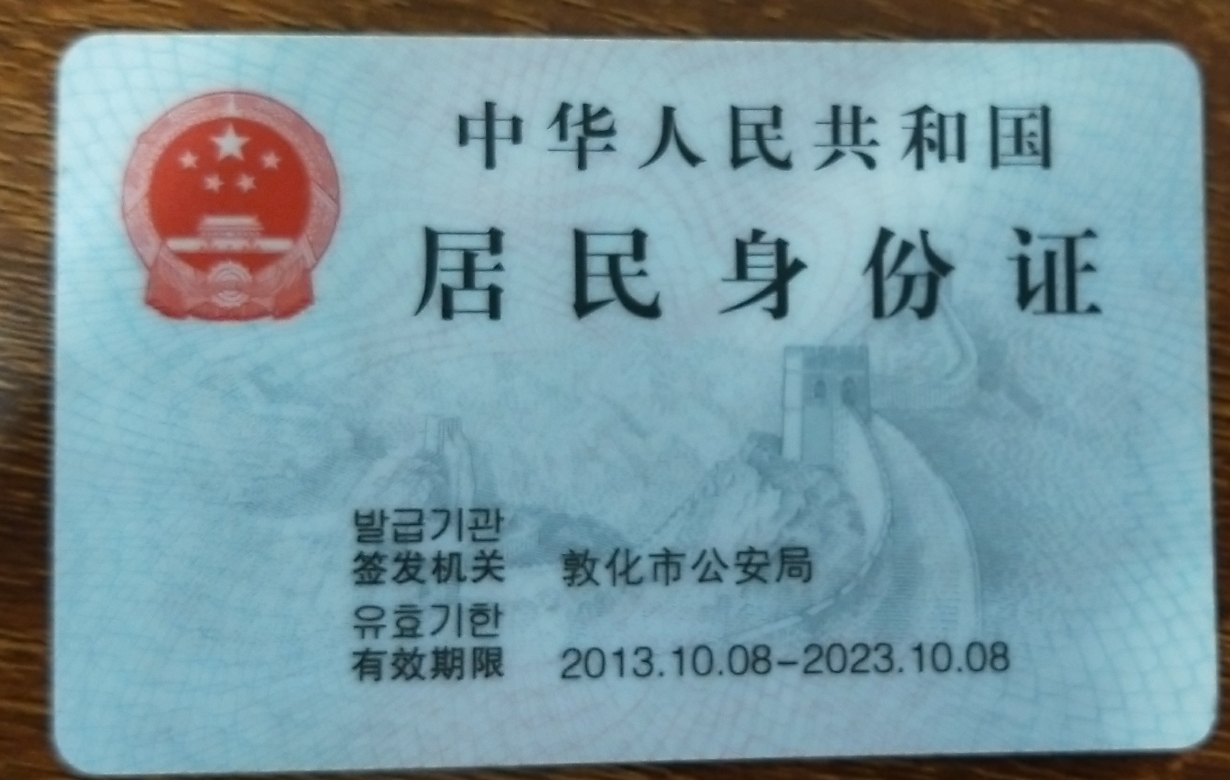 中华人民共和国
居民身份证
발급기관
签发机关 敦化市公安局
유효기한
有效期限 2013.10.08-2023.10.08